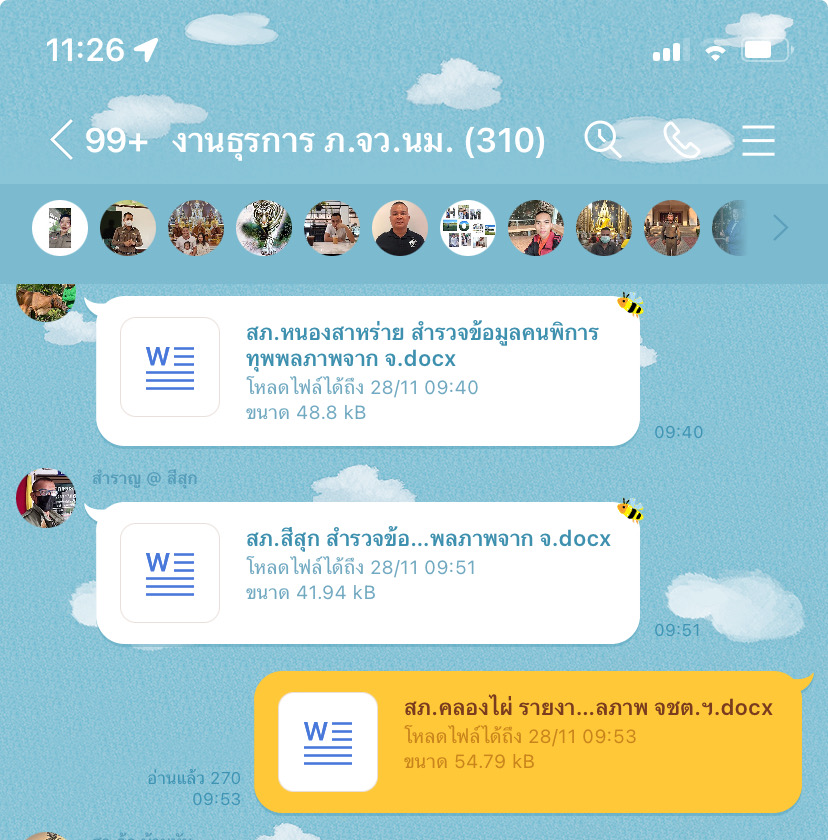 11:26
99+ งานธุรการ ภ.จว.นม. (310)
สภ.หนองสาหร่าย สำรวจข้อมูลคนพิการ
ทุพพลภาพจาก จ.docx
โหลดไฟล์ได้ถึง 28/11 09:40
ขนาด 48.8 kB
09:40
สำราญ @ สีสุก
สภ.สีสุก สำรวจข้อ...พลภาพจาก จ.docx
โหลดไฟล์ได้ถึง 28/11 09:51
ขนาด 41.94 kB
09:51
สภ.คลองไผ่ รายงา...ลภาพ จชต.ฯ.docx
โหลดไฟล์ได้ถึง 28/11 09:53
ขนาด 54.79 kB
อ่านแล้ว 270
09:53